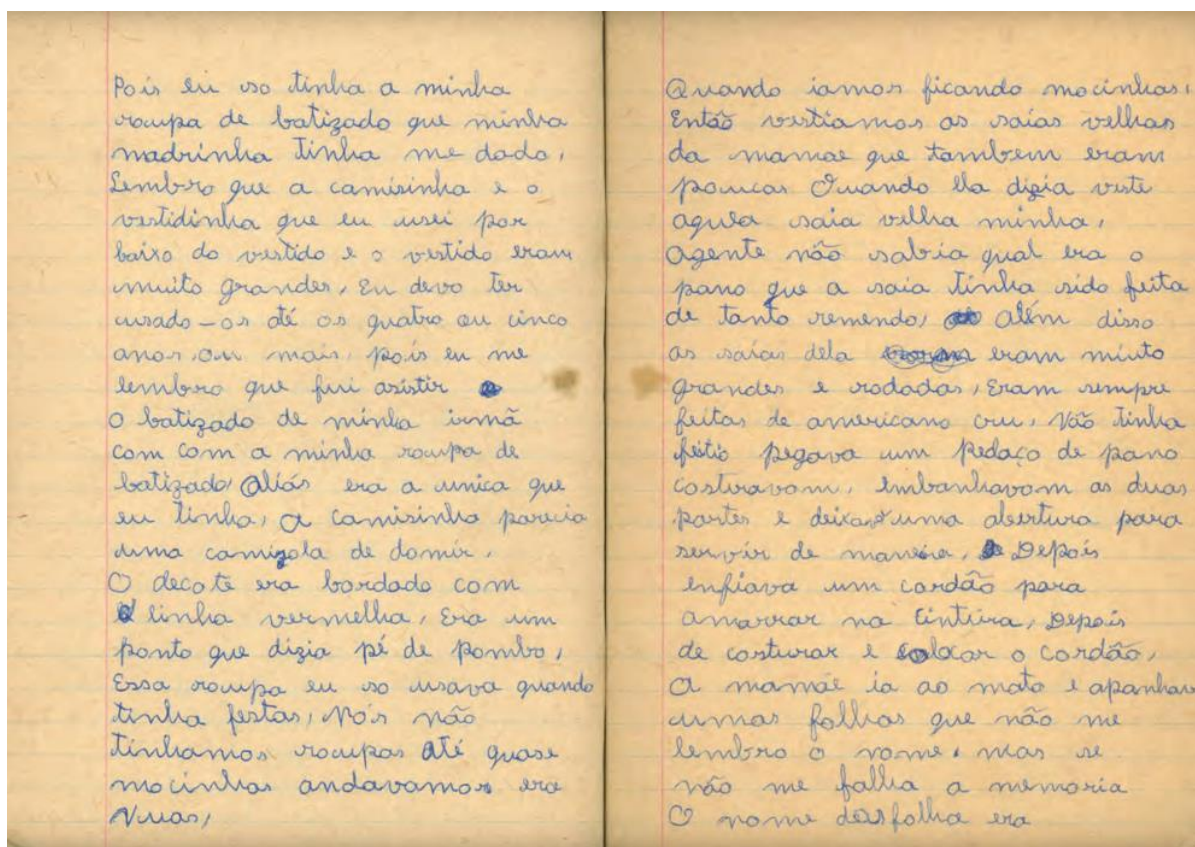 Pois eu so tinha a minha
roupa de batizado que minha
madrinha tinha me dado,
Lembro que a camisinha e o
vestidinha que eu usei por
baixo do vestido e o vestido eram
muito grandes, Eu devo ter
usado-os até os quatro ou cinco
anos, ou mais, pois eu me
lembro que fui asistir
O batizado de minha irmã
com com a minha roupa de
batizado, Aliás era a unica que
eu tinha, a camisinha parecia
uma camizola de domir,
O decote era bordado com
linha vermelha, Era um
ponto que dizia pé de pombo,
Essa roupa eu so usava quando
tinha festas, Nós não
tinhamos roupas até quase
mocinhas andavamos era
Nuas,
Quando iamos ficando mocinhas,
Então vestiamos as saias velhas
da mamae que tambem eram
poucas Quando ela dizia viste
aquela saia velha minha,
Agente não sabia qual era o
pano que a saia tinha sido feita
de tanto remendo, Além disso
as saias dela eram miuto
grandes e rodadas, Eram sempre
feitas de americano cru, Não tinha
feitio pegava um Pedaço de pano
costuravam, Embanhavam as duas
partes e deixava uma abertura para
servir de maneira, Depois
enfiava um cordão para
amarrar na Cintura, Depois
de costurar e colocar o cordão,
A mamãe ia ao mato e apanhava
umas folhas que não me
lembro o nome, mas se
não me falha a memoria
O nome das folha era